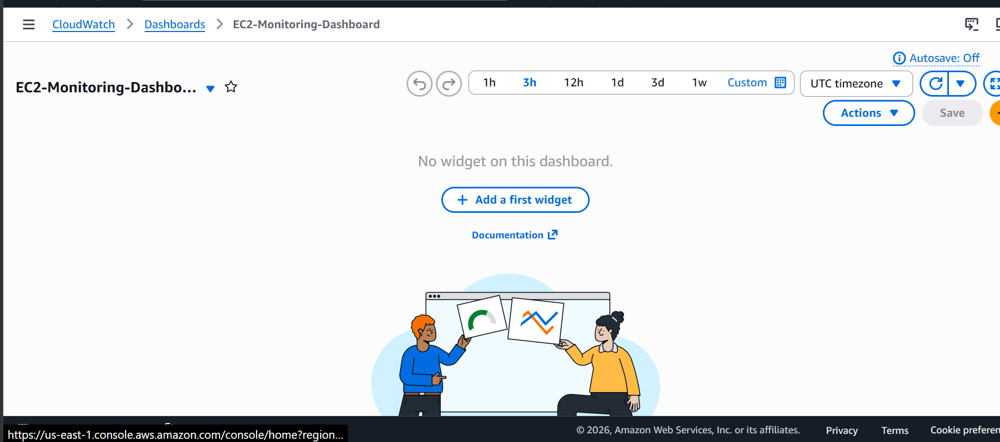 CloudWatch > Dashboards > EC2-Monitoring-Dashboard
Autosave: Off
EC2-Monitoring-Dashbo...
1h 3h 12h 1d 3d 1w Custom
UTC timezone
Actions
Save
No widget on this dashboard.
+ Add a first widget
Documentation
https://us-east-1.console.aws.amazon.com/console/home?region...
© 2026, Amazon Web Services, Inc. or its affiliates.
Privacy
Terms
Cookie preferen